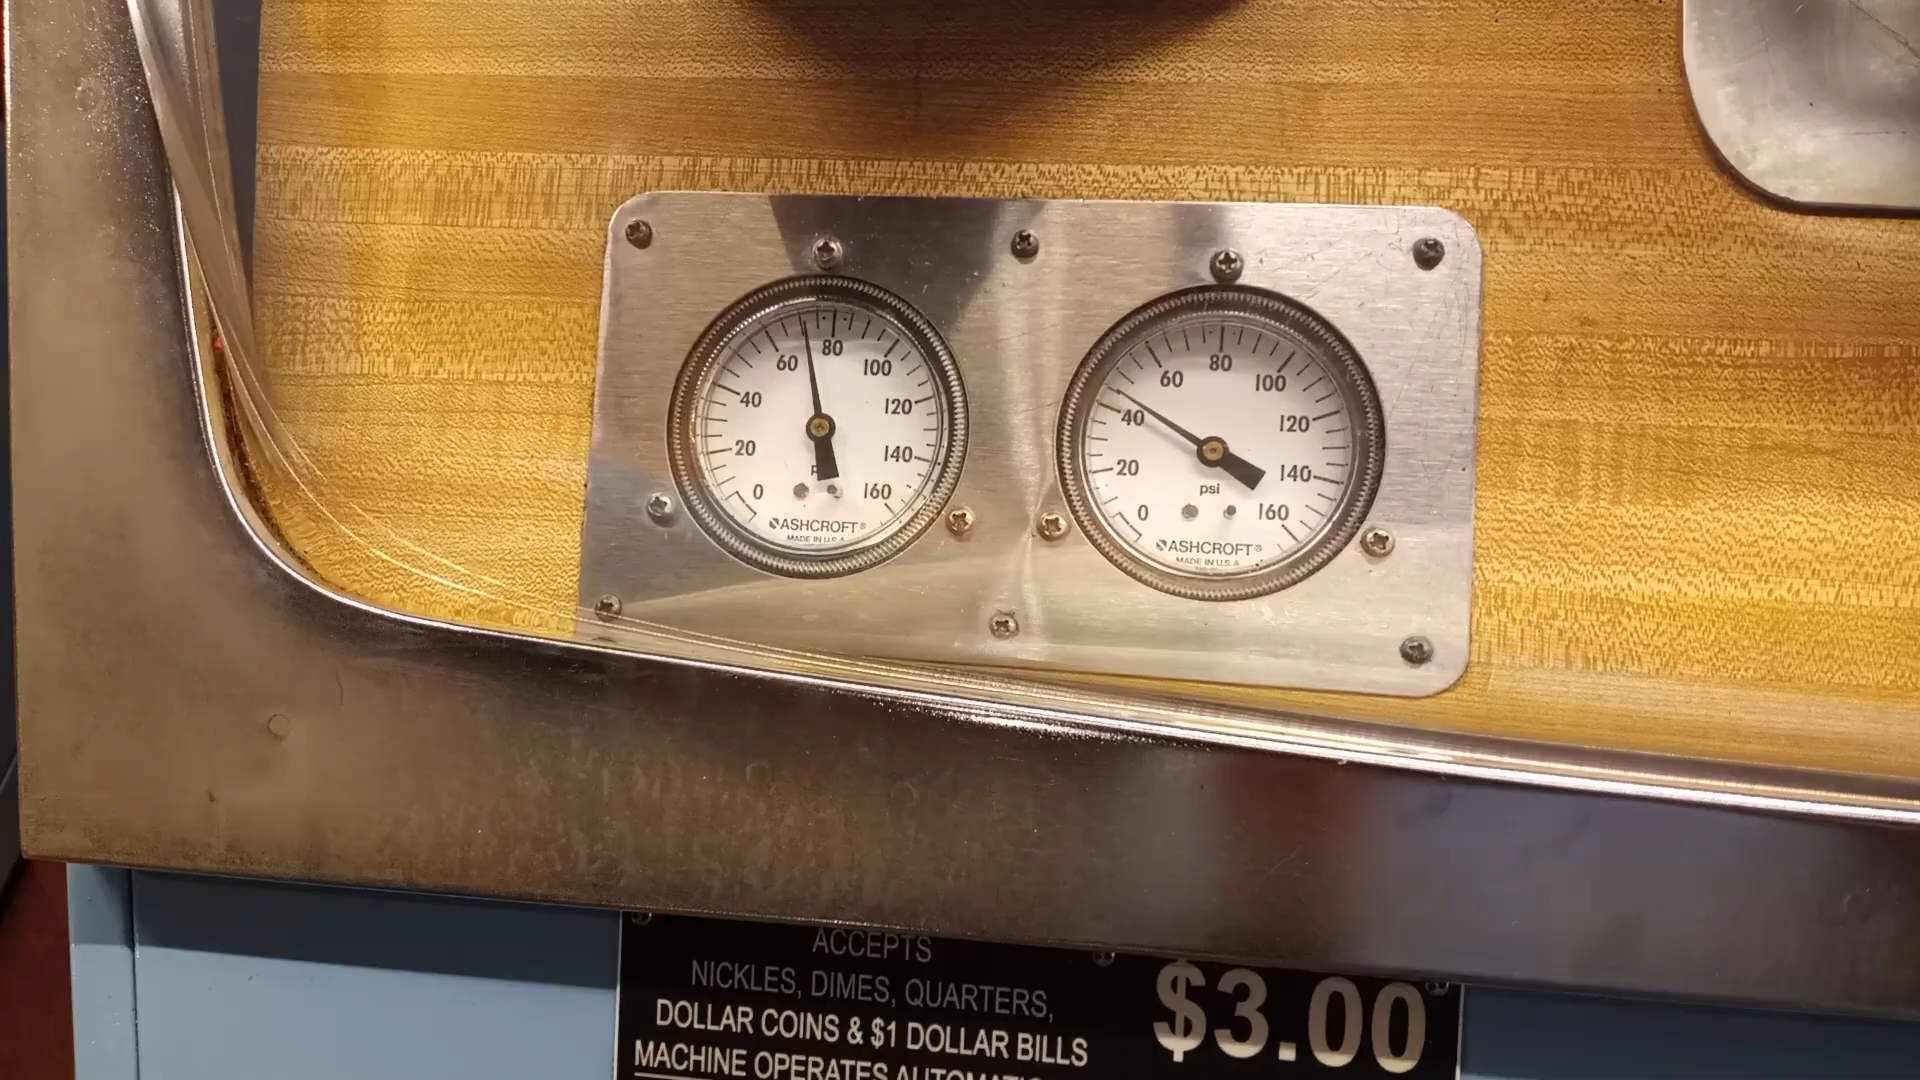 80
60
100
40
120
20
140
p
0
160
ASHCROFT®
MADE IN U.S.A
80
60
100
40
120
20
140
psi
0
160
ASHCROFT®
MADE IN U.S.A
ACCEPTS
NICKLES, DIMES, QUARTERS,
DOLLAR COINS & $1 DOLLAR BILLS
MACHINE OPERATES
$3.00